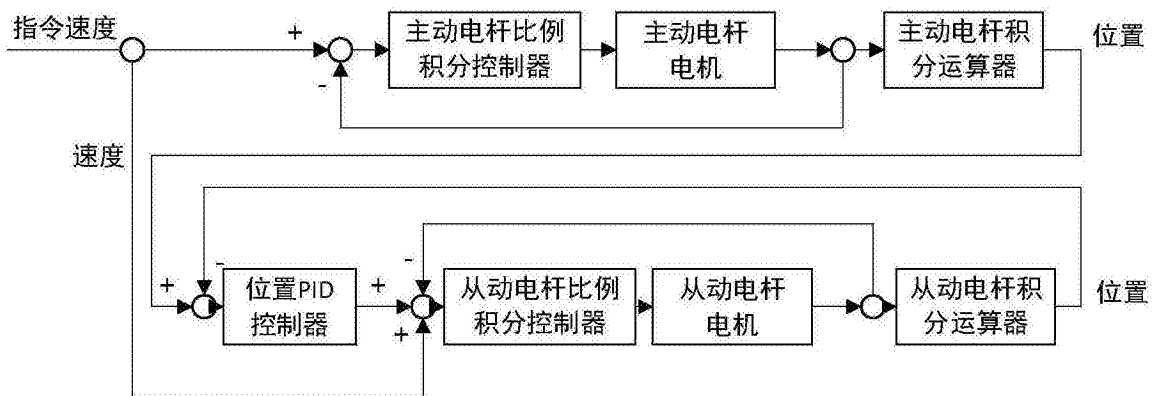 指令速度
+
-
主动电杆比例
积分控制器
主动电杆
电机
主动电杆积
分运算器
位置
速度
+
-
位置PID
控制器
+
-
+
从动电杆比例
积分控制器
从动电杆
电机
从动电杆积
分运算器
位置